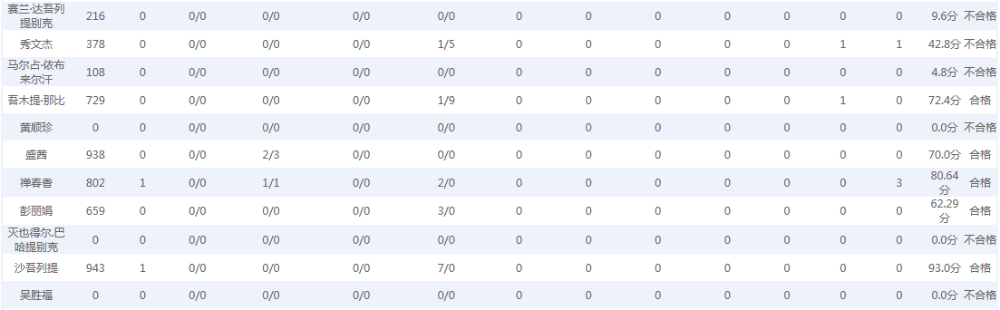 赛兰·达吾列提别克 216 0 0/0 0/0 0/0 0/0 0 0 0 0 0 0 0 9.6分 不合格
秀文杰 378 0 0/0 0/0 0/0 1/5 0 0 0 0 0 1 1 42.8分 不合格
马尔占·依布来尔汗 108 0 0/0 0/0 0/0 0/0 0 0 0 0 0 0 0 4.8分 不合格
吾木提·那比 729 0 0/0 0/0 0/0 1/9 0 0 0 0 0 1 0 72.4分 合格
黄顺珍 0 0 0/0 0/0 0/0 0/0 0 0 0 0 0 0 0 0.0分 不合格
盛茜 938 0 0/0 2/3 0/0 0/0 0 0 0 0 0 0 0 70.0分 合格
禅春香 802 1 0/0 1/1 0/0 2/0 0 0 0 0 0 0 3 80.64分 合格
彭丽娟 659 0 0/0 0/0 0/0 3/0 0 0 0 0 0 0 0 62.29分 合格
灭也得尔.巴哈提别克 0 0 0/0 0/0 0/0 0/0 0 0 0 0 0 0 0 0.0分 不合格
沙吾列提 943 1 0/0 0/0 0/0 7/0 0 0 0 0 0 0 0 93.0分 合格
吴胜福 0 0 0/0 0/0 0/0 0/0 0 0 0 0 0 0 0 0.0分 不合格